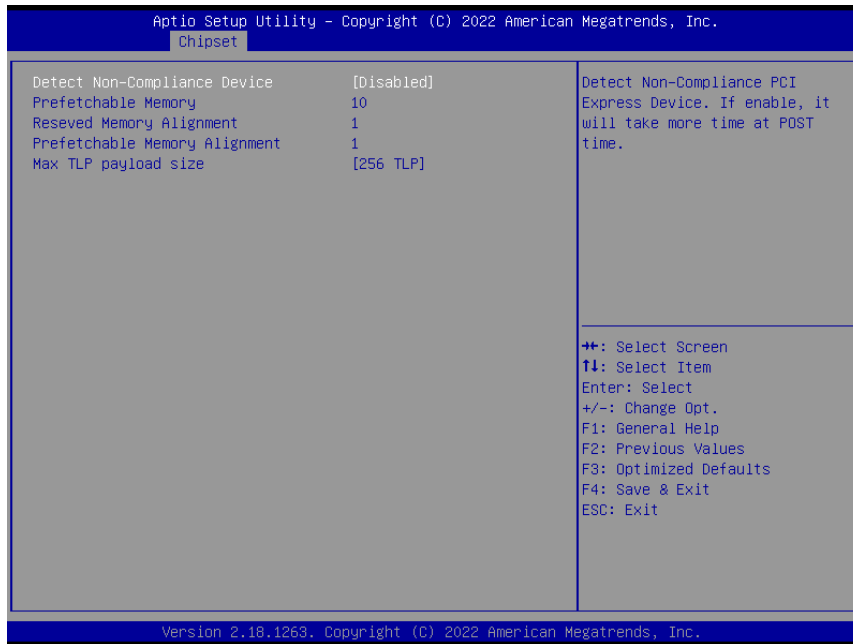 Aptio Setup Utility – Copyright (C) 2022 American Megatrends, Inc.
Chipset
Detect Non-Compliance Device [Disabled]
Prefetchable Memory 10
Reseved Memory Alignment 1
Prefetchable Memory Alignment 1
Max TLP payload size [256 TLP]
Detect Non-Compliance PCI
Express Device. If enable, it
will take more time at POST
time.
→←: Select Screen
↑↓: Select Item
Enter: Select
+/-: Change Opt.
F1: General Help
F2: Previous Values
F3: Optimized Defaults
F4: Save & Exit
ESC: Exit
Version 2.18.1263. Copyright (C) 2022 American Megatrends, Inc.